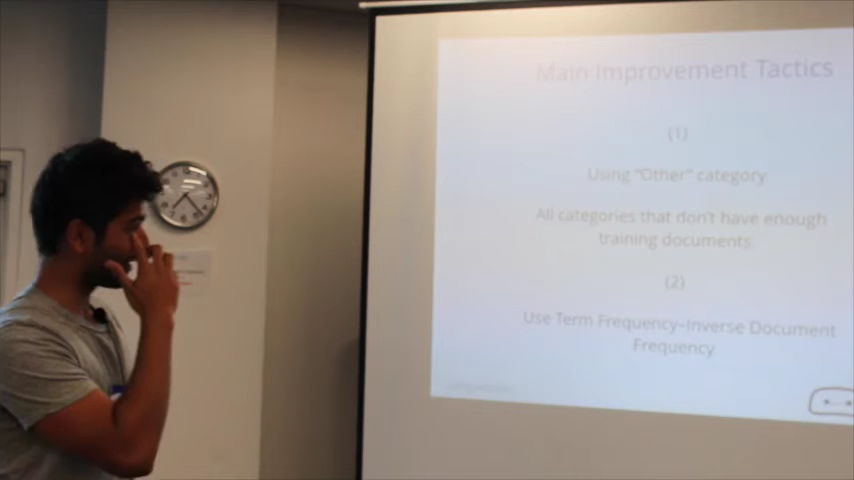 Main Improvement Tactics
(1)
Using "Other" category
All categories that don't have enough
training documents.
(2)
Use Term Frequency–Inverse Document
Frequency